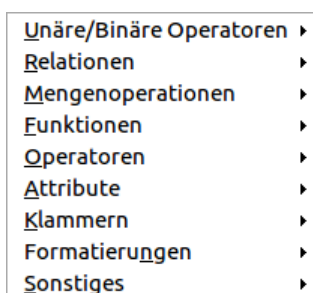 Unäre/Binäre Operatoren
Relationen
Mengenoperationen
Funktionen
Operatoren
Attribute
Klammern
Formatierungen
Sonstiges